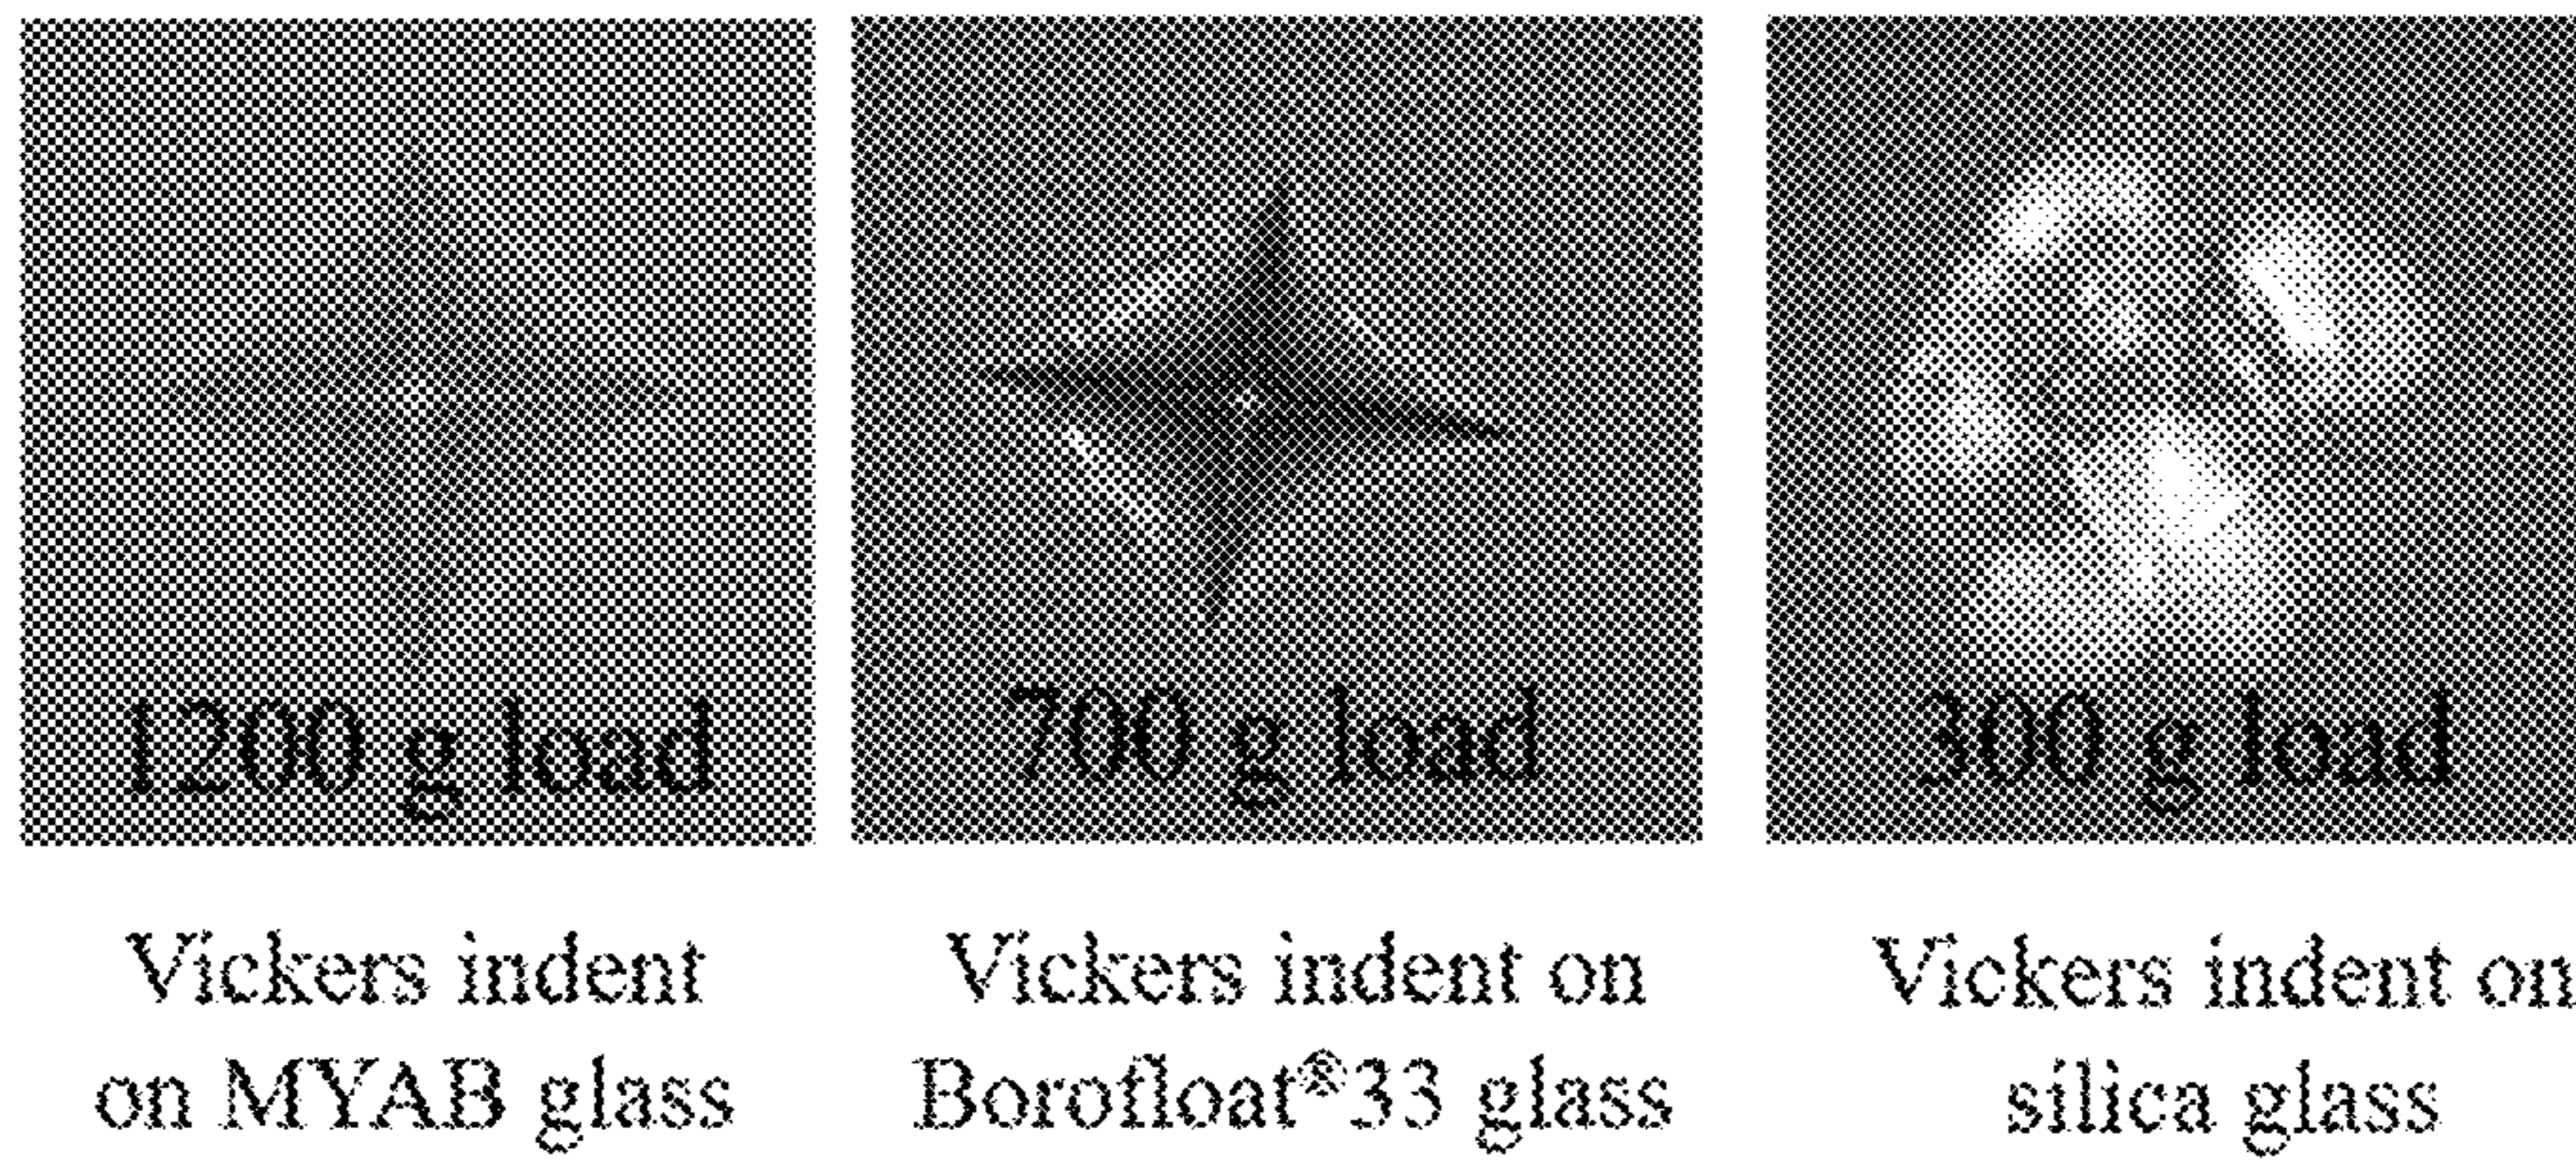 1200 g load
700 g load
300 g load
Vickers indent
on MYAB glass
Vickers indent on
Borofloat®33 glass
Vickers indent on
silica glass